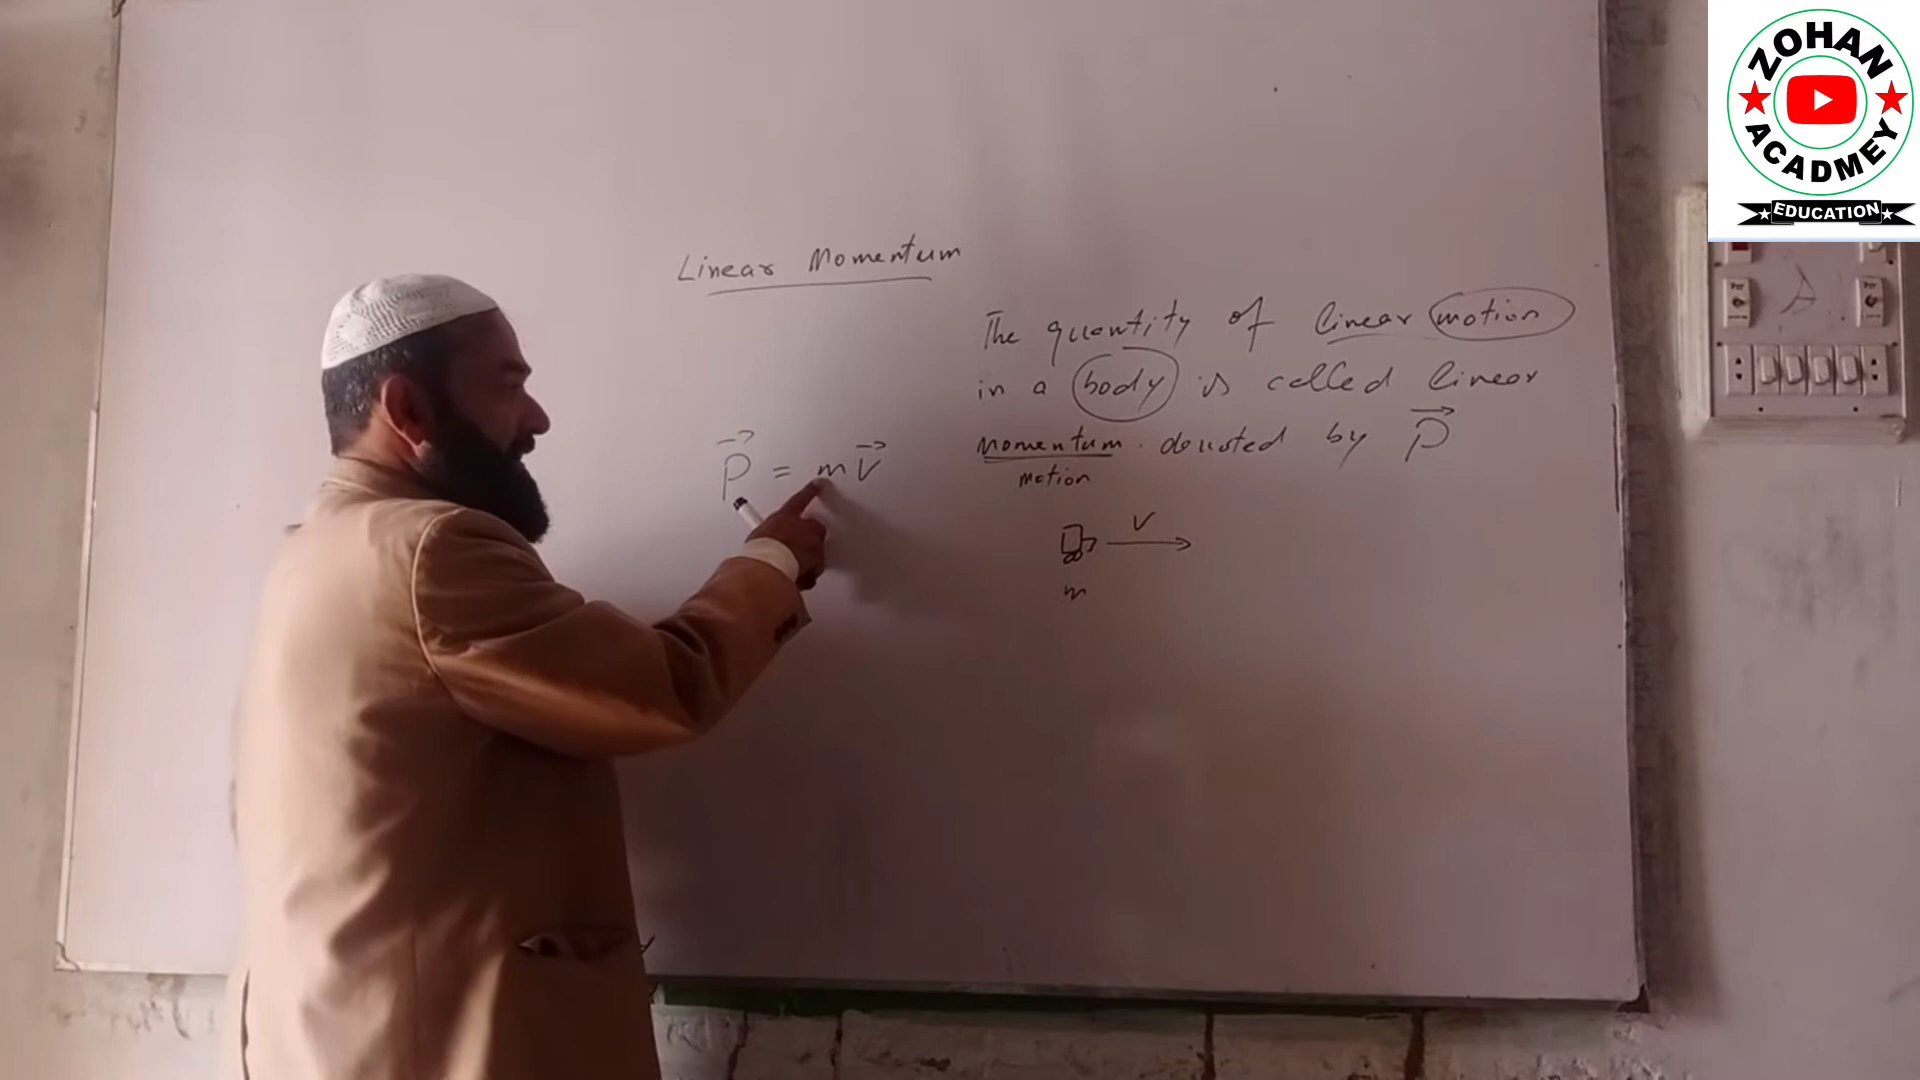 ZOHAN
ACADMEY
EDUCATION
Linear Momentum
The quantity of linear motion
in a body is called linear
momentum. denoted by P
motion
P = mv
v
m